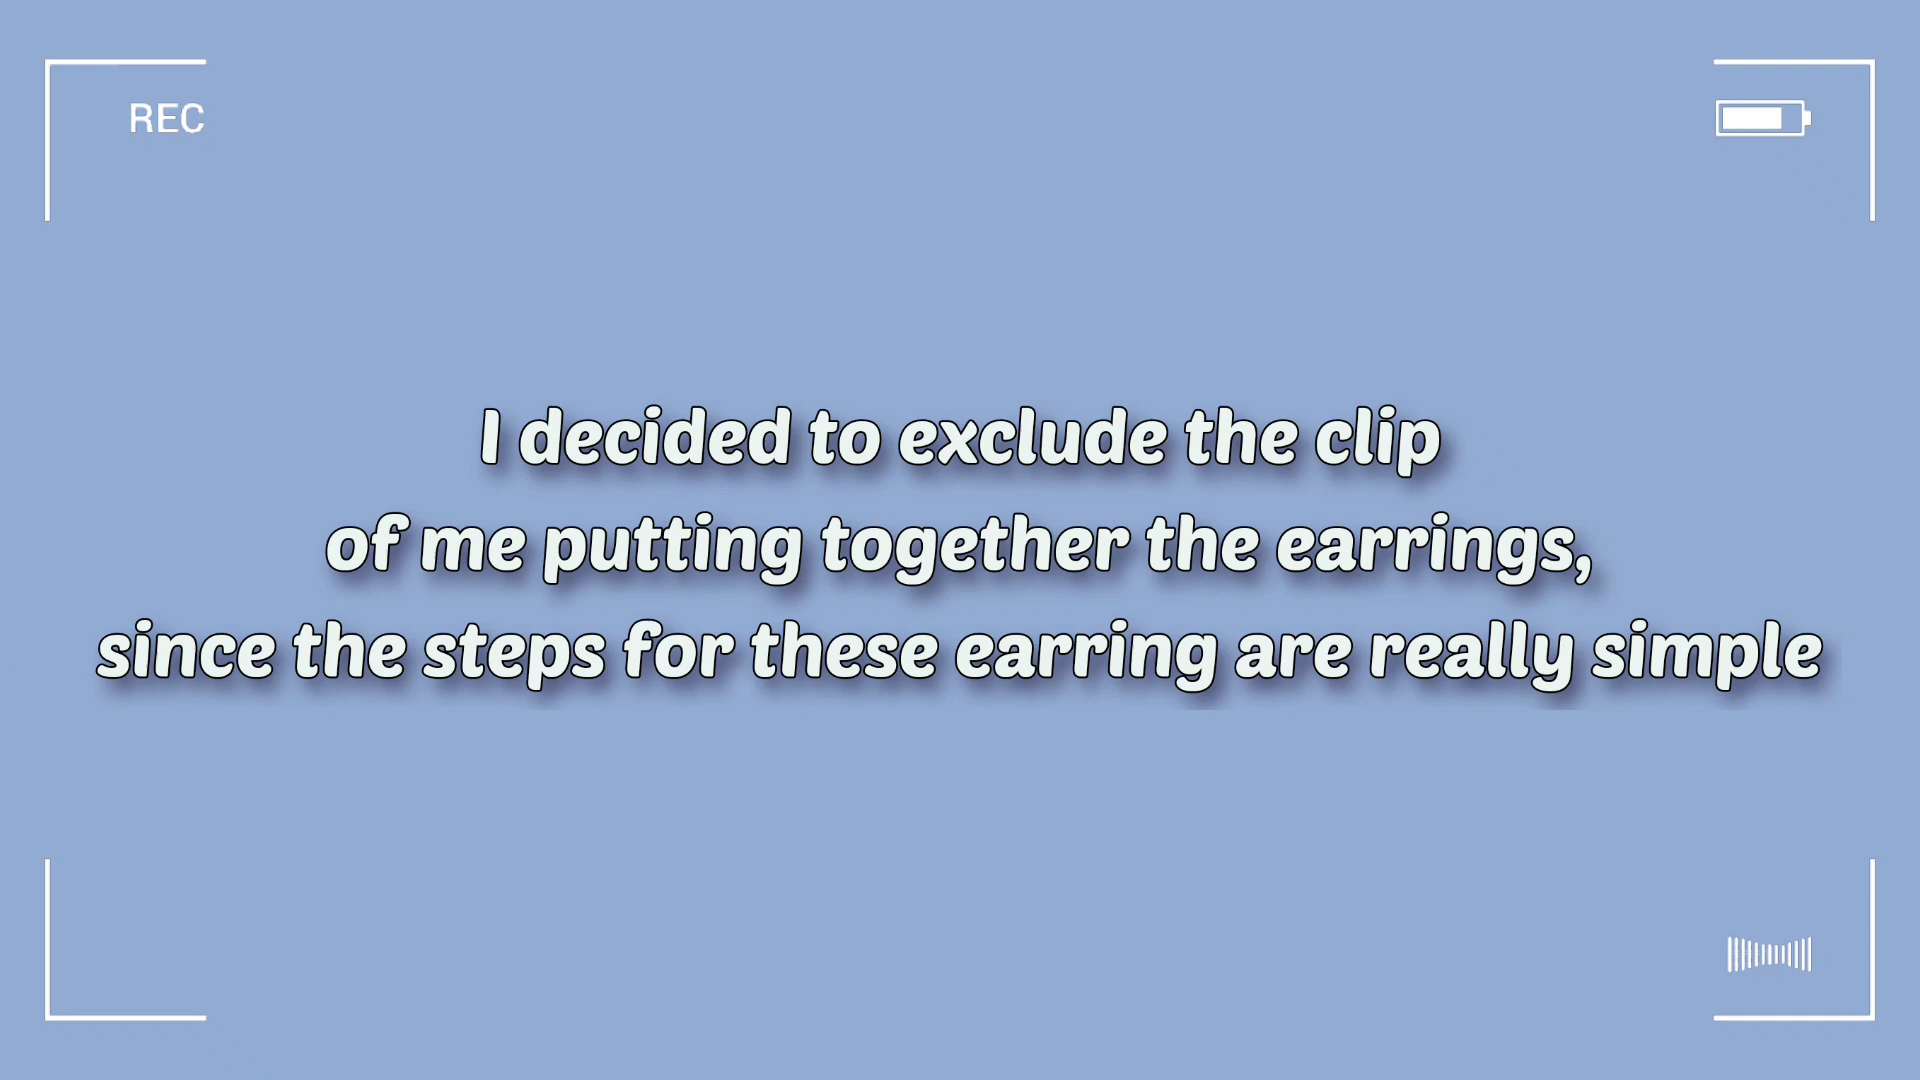 REC
I decided to exclude the clip
of me putting together the earrings,
since the steps for these earring are really simple